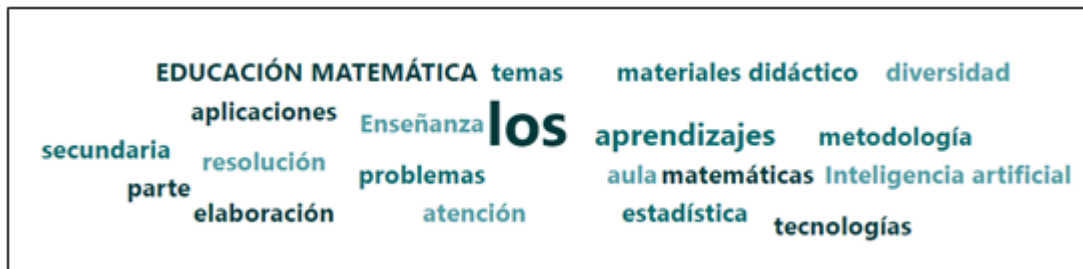 EDUCACIÓN MATEMÁTICA temas materiales didáctico diversidad
aplicaciones Enseñanza los aprendizajes metodología
secundaria resolución problemas aula matemáticas Inteligencia artificial
parte elaboración atención estadística tecnologías